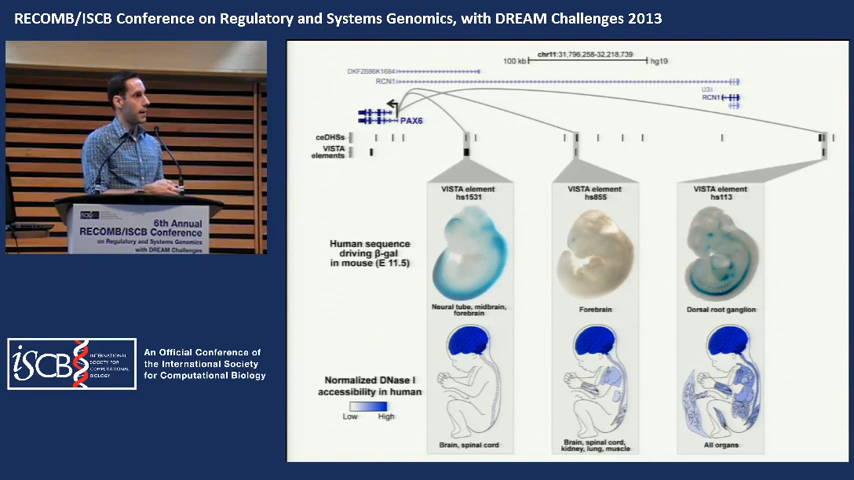 RECOMB/ISCB Conference on Regulatory and Systems Genomics, with DREAM Challenges 2013
chr11:31,796,258-32,218,739
100 kb
hg19
DKFZ686K1684
RCN1
U3
RCN1
PAX6
ceDHSs
VISTA
elements
VISTA element
hs1531
VISTA element
hs855
VISTA element
hs113
Human sequence
driving β-gal
in mouse (E 11.5)
Neural tube, midbrain,
forebrain
Forebrain
Dorsal root ganglion
Normalized DNase I
accessibility in human
Low
High
Brain, spinal cord
Brain, spinal cord,
kidney, lung, muscle
All organs
6th Annual
RECOMB/ISCB Conference
on Regulatory and Systems Genomics
with DREAM Challenges
iSCB
INTERNATIONAL
SOCIETY FOR
COMPUTATIONAL
BIOLOGY
An Official Conference of
the International Society
for Computational Biology